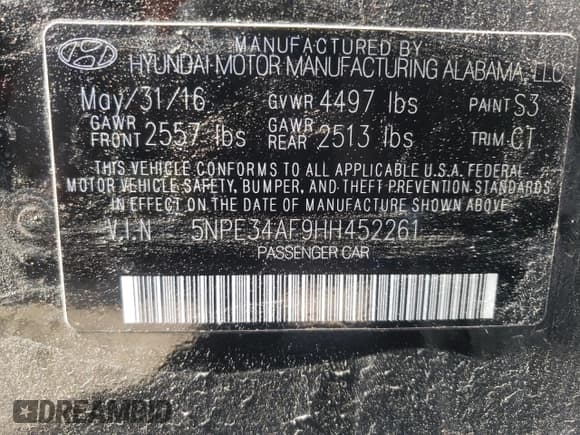 MANUFACTURED BY
HYUNDAI MOTOR MANUFACTURING ALABAMA, LLC
May/31/16 GVWR 4497 lbs PAINT S3
GAWR FRONT 2557 lbs GAWR REAR 2513 lbs TRIM CT
THIS VEHICLE CONFORMS TO ALL APPLICABLE U.S.A. FEDERAL
MOTOR VEHICLE SAFETY, BUMPER, AND THEFT PREVENTION
STANDARDS IN EFFECT ON THE DATE OF MANUFACTURE SHOWN ABOVE
V.I.N 5NPE34AF9HH452261
PASSENGER CAR
DREAMBID